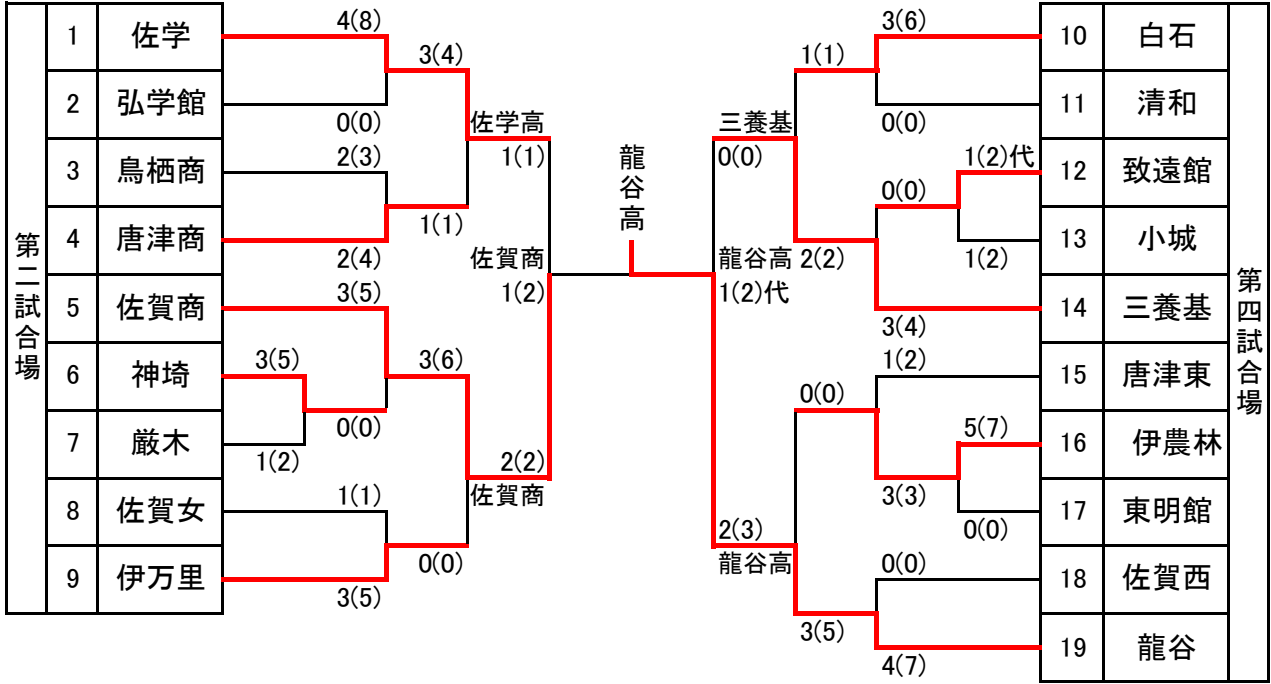 第二試合場
1 佐学
2 弘学館
3 鳥栖商
4 唐津商
5 佐賀商
6 神埼
7 厳木
8 佐賀女
9 伊万里
4(8)
0(0)
2(3)
2(4)
3(5)
3(5)
1(2)
0(0)
1(1)
3(5)
3(4)
1(1)
3(6)
0(0)
佐学高
1(1)
2(2)
佐賀商
佐賀商
1(2)
龍谷高
龍谷高
1(2)代
三養基
0(0)
2(3)
龍谷高
1(1)
2(2)
0(0)
3(5)
3(6)
0(0)
0(0)
3(4)
1(2)代
1(2)
1(2)
3(3)
5(7)
0(0)
0(0)
4(7)
10 白石
11 清和
12 致遠館
13 小城
14 三養基
15 唐津東
16 伊農林
17 東明館
18 佐賀西
19 龍谷
第四試合場